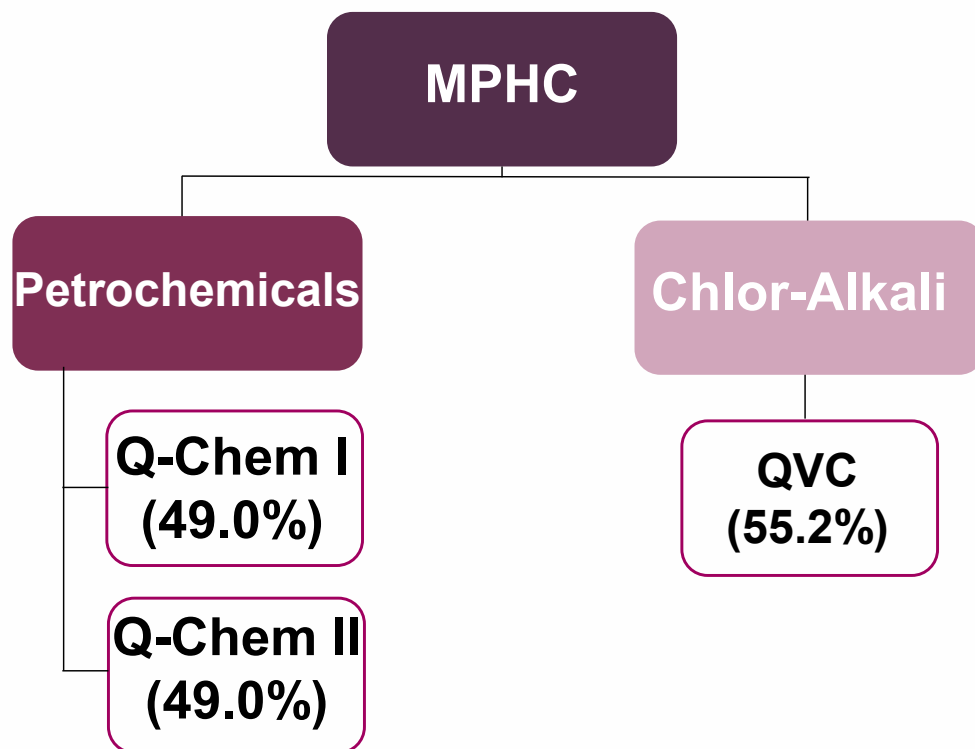 MPHC
Petrochemicals
Chlor-Alkali
Q-Chem I
(49.0%)
QVC
(55.2%)
Q-Chem II
(49.0%)